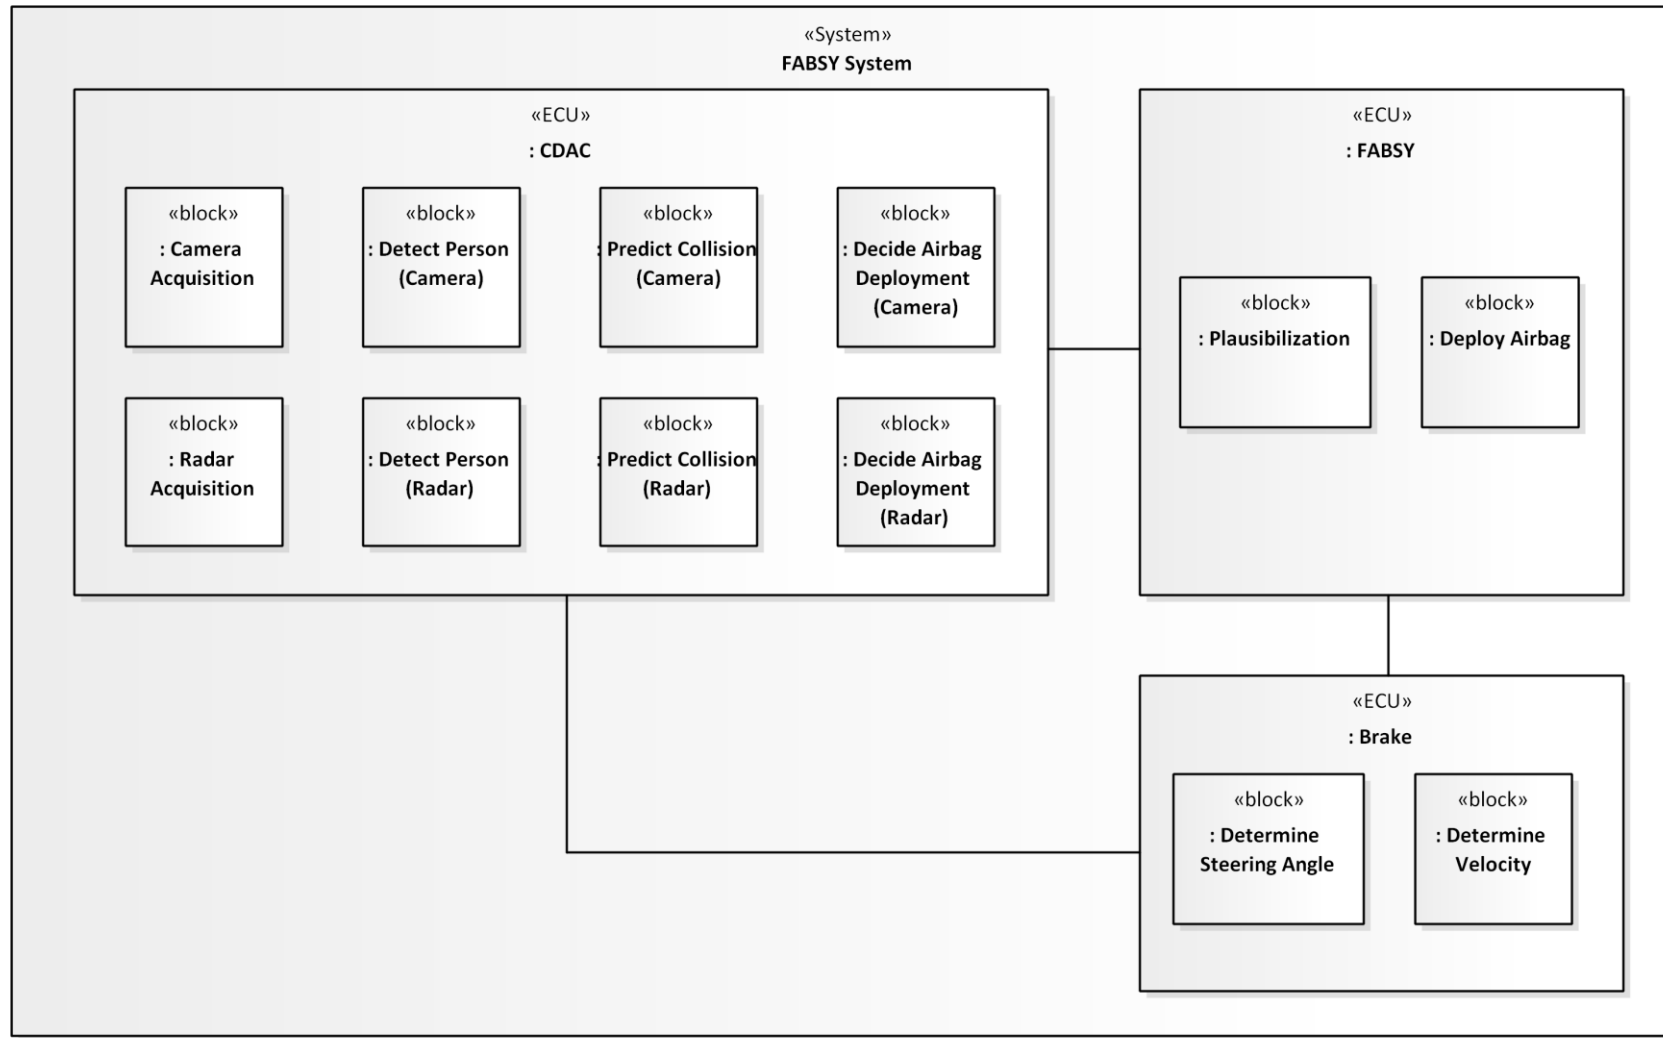 «System»
FABSY System
«ECU»
: CDAC
«block»
: Camera
Acquisition
«block»
: Detect Person
(Camera)
«block»
: Predict Collision
(Camera)
«block»
: Decide Airbag
Deployment
(Camera)
«block»
: Radar
Acquisition
«block»
: Detect Person
(Radar)
«block»
: Predict Collision
(Radar)
«block»
: Decide Airbag
Deployment
(Radar)
«ECU»
: FABSY
«block»
: Plausibilization
«block»
: Deploy Airbag
«ECU»
: Brake
«block»
: Determine
Steering Angle
«block»
: Determine
Velocity